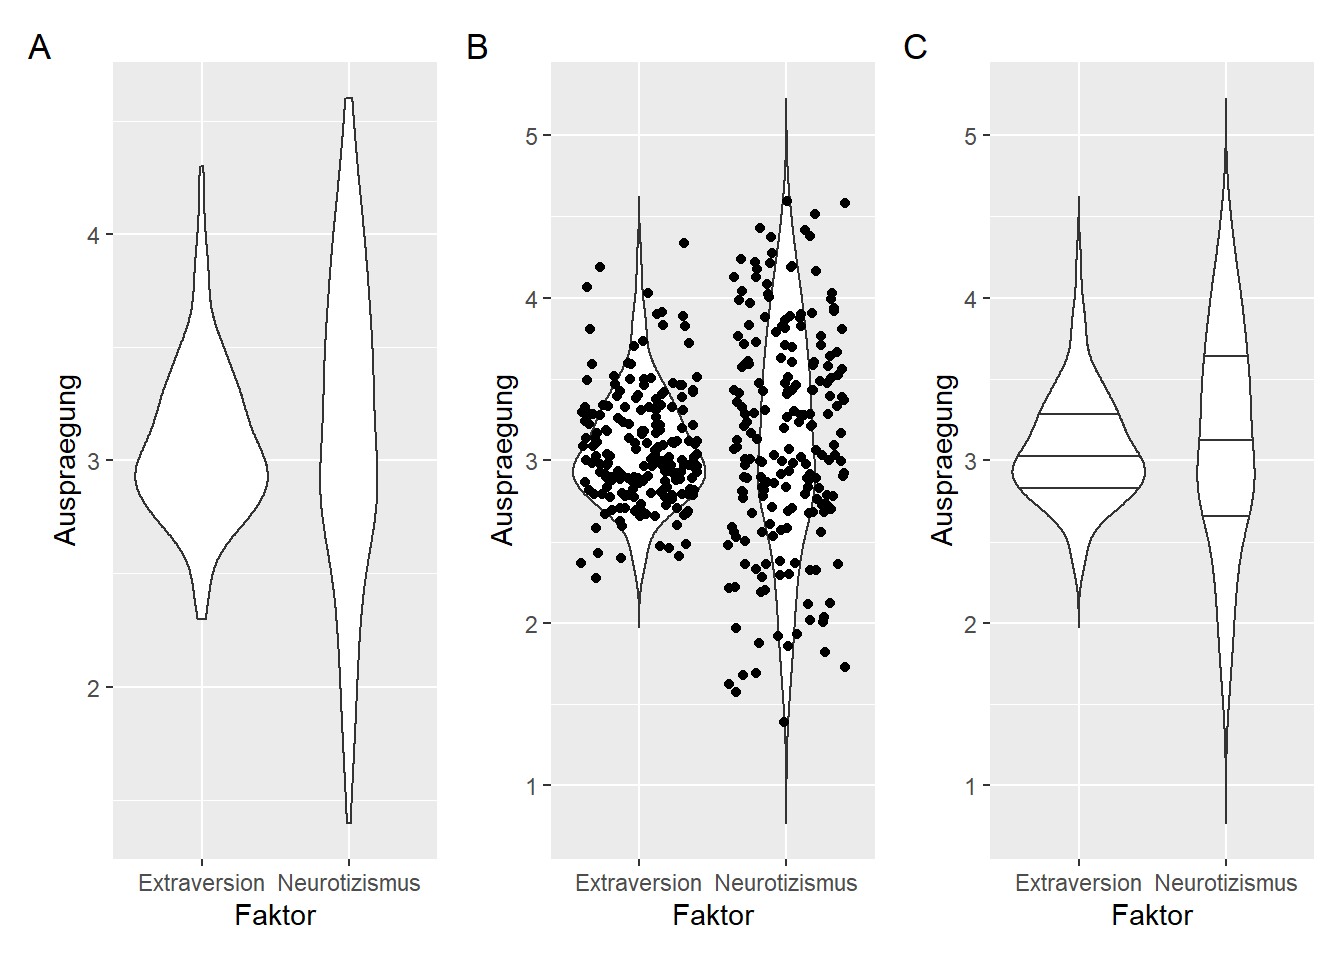 A
Auspraegung
4
3
2
Extraversion Neurotizismus
Faktor
B
Auspraegung
5
4
3
2
1
Extraversion Neurotizismus
Faktor
C
Auspraegung
5
4
3
2
1
Extraversion Neurotizismus
Faktor